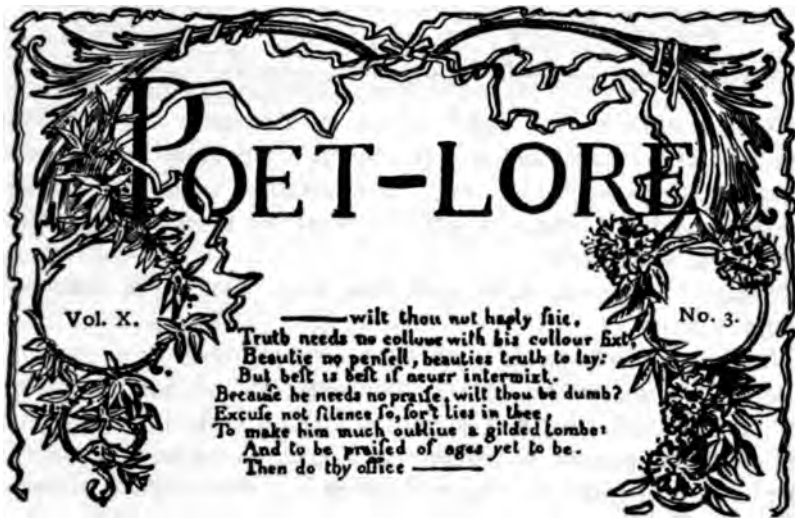 POET-LORE
Vol. X.
No. 3.
——wilt thou not haply ſaie,
Truth needs no collour with his collour fixt,
Beautie no penſell, beauties truth to lay:
But beſt is beſt if neuer intermixt.
Becauſe he needs no praiſe, wilt thou be dumb?
Excuſe not ſilence ſo, for't lies in thee,
To make him much outliue a gilded tombe:
And to be praiſed of ages yet to be.
Then do thy office ——